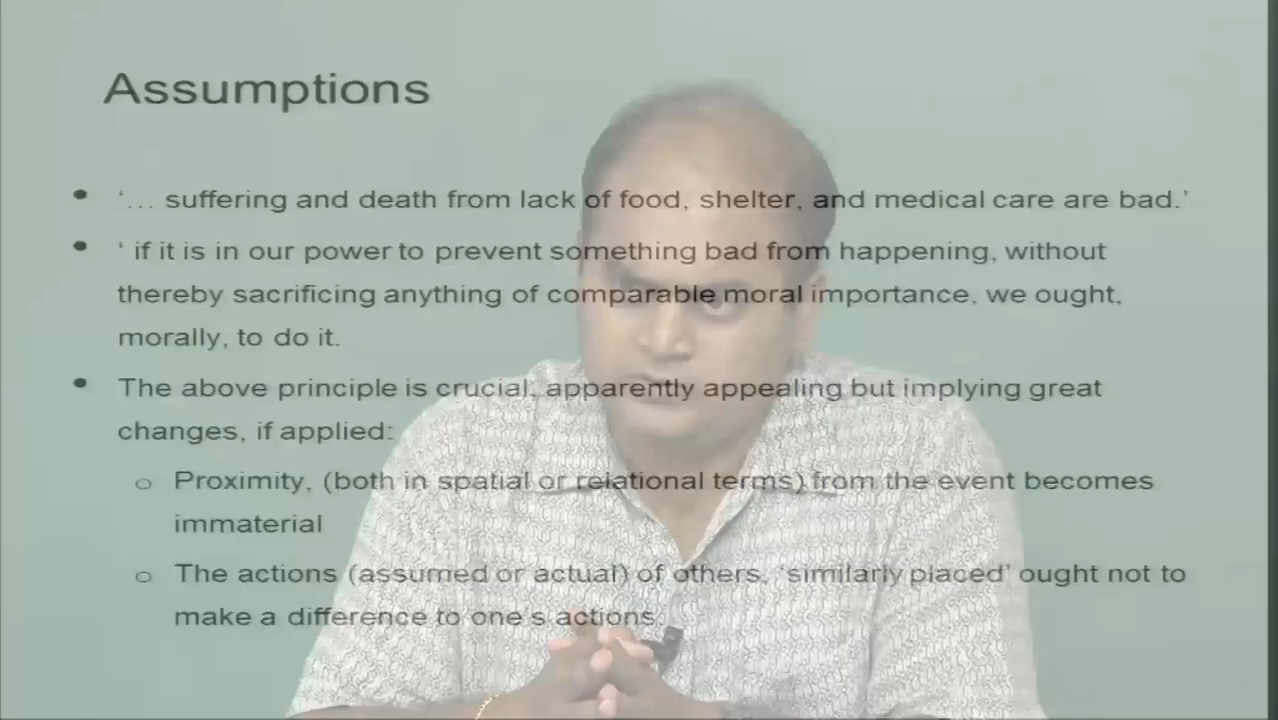 Assumptions
• ‘… suffering and death from lack of food, shelter, and medical care are bad.’
• ‘ if it is in our power to prevent something bad from happening, without
thereby sacrificing anything of comparable moral importance, we ought,
morally, to do it.
• The above principle is crucial, apparently appealing but implying great
changes, if applied:
o Proximity, (both in spatial or relational terms) from the event becomes
immaterial
o The actions (assumed or actual) of others, ‘similarly placed’ ought not to
make a difference to one’s actions.